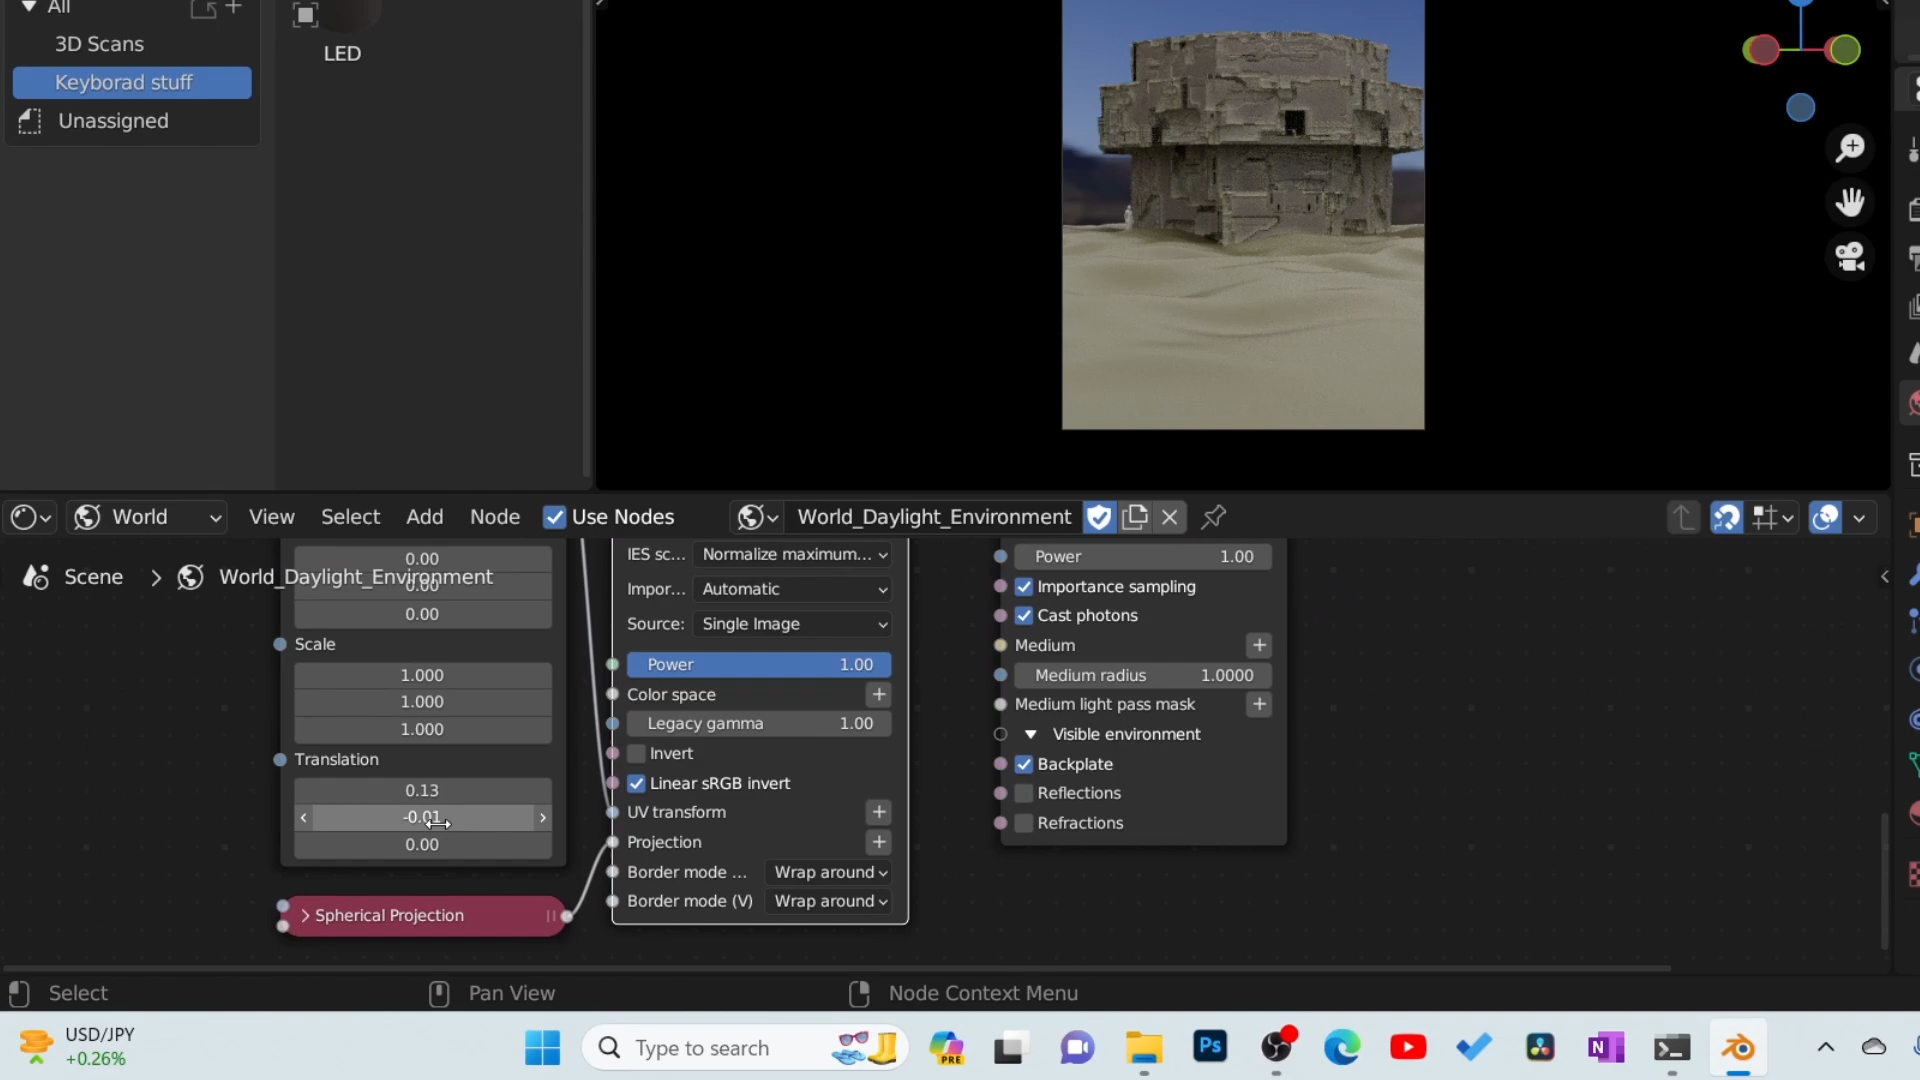 All
3D Scans
Keyborad stuff
Unassigned
LED
World
View
Select
Add
Node
Use Nodes
World_Daylight_Environment
Scene
World_Daylight_Environment
0.00
0.00
0.00
Scale
1.000
1.000
1.000
Translation
0.13
-0.01
0.00
Spherical Projection
IES sc... Normalize maximum...
Impor... Automatic
Source: Single Image
Power 1.00
Color space
Legacy gamma 1.00
Invert
Linear sRGB invert
UV transform
Projection
Border mode ... Wrap around
Border mode (V) Wrap around
Power 1.00
Importance sampling
Cast photons
Medium
Medium radius 1.0000
Medium light pass mask
Visible environment
Backplate
Reflections
Refractions
Select
Pan View
Node Context Menu
USD/JPY
+0.26%
Type to search
PRE
Ps
N